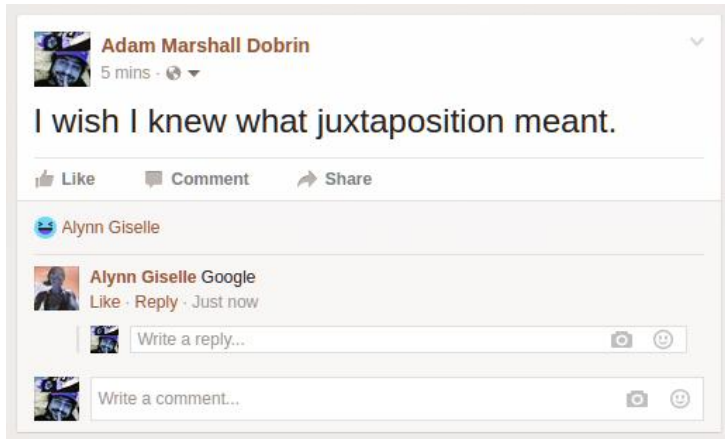 Adam Marshall Dobrin
5 mins ·
I wish I knew what juxtaposition meant.
Like Comment Share
Alynn Giselle
Alynn Giselle Google
Like · Reply · Just now
Write a reply...
Write a comment...